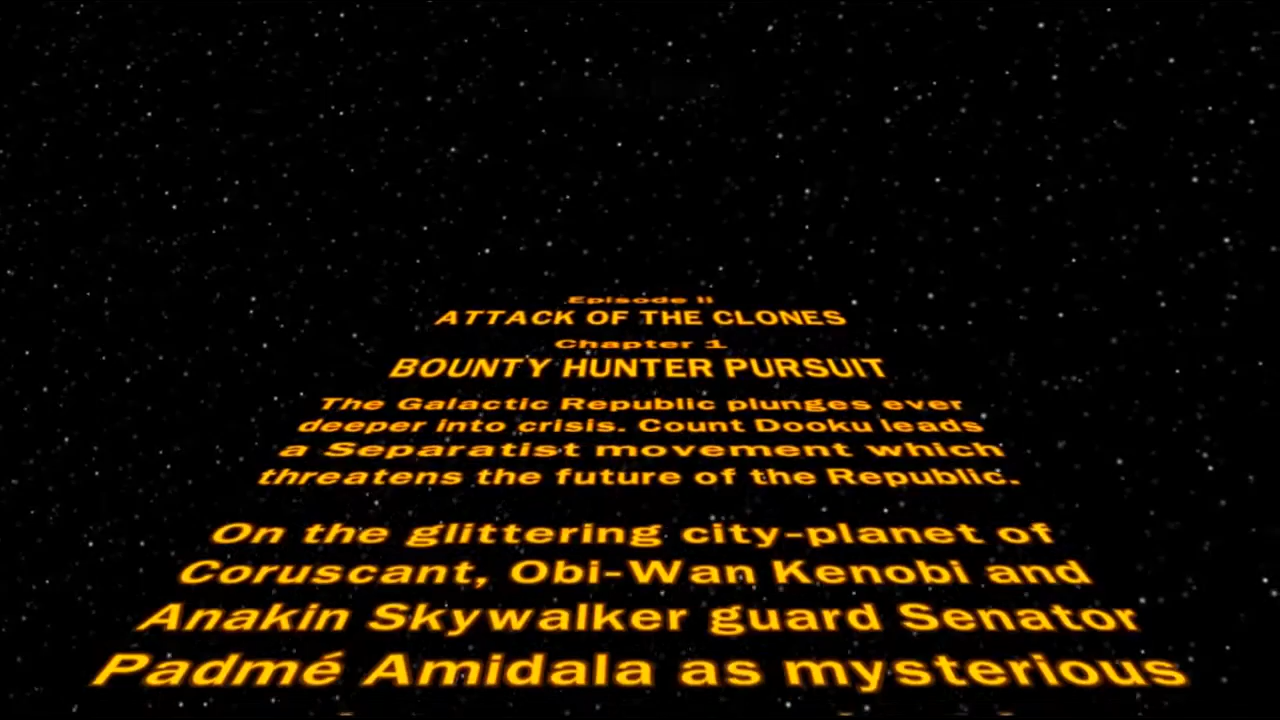 Episode II
ATTACK OF THE CLONES
Chapter 1
BOUNTY HUNTER PURSUIT
The Galactic Republic plunges ever
deeper into crisis. Count Dooku leads
a Separatist movement which
threatens the future of the Republic.
On the glittering city-planet of
Coruscant, Obi-Wan Kenobi and
Anakin Skywalker guard Senator
Padmé Amidala as mysterious